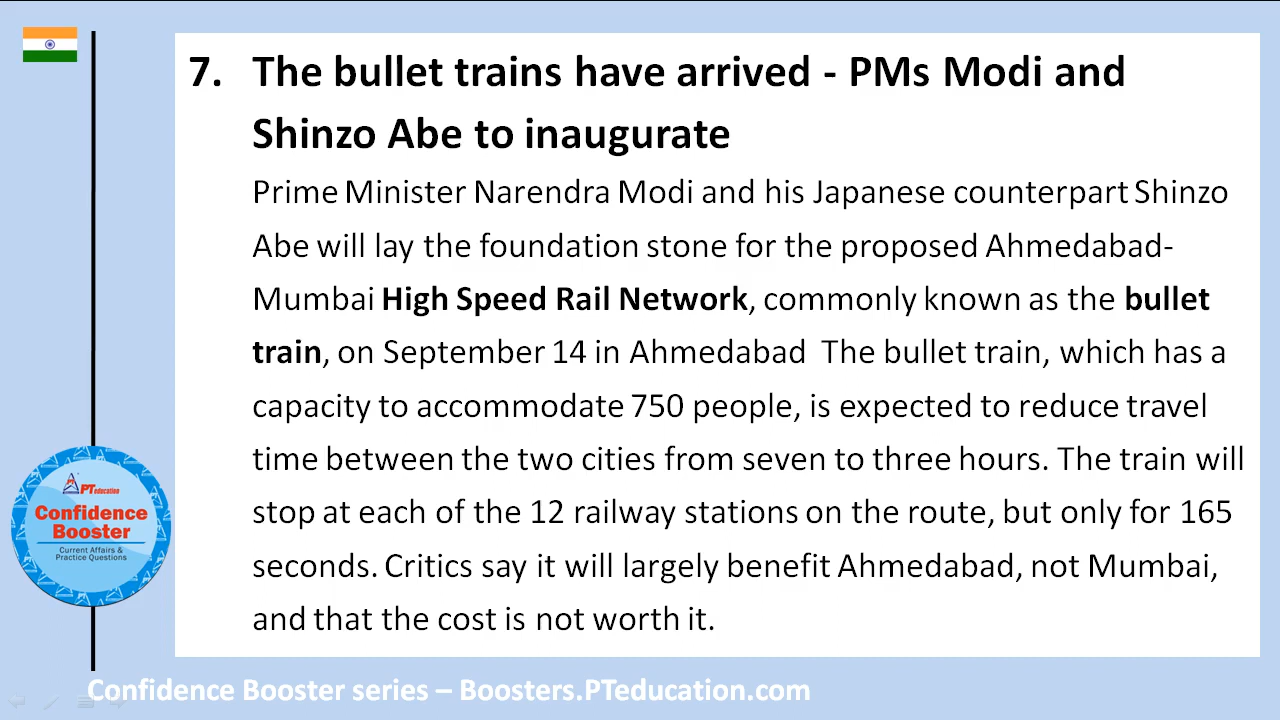 7. The bullet trains have arrived - PMs Modi and
Shinzo Abe to inaugurate
Prime Minister Narendra Modi and his Japanese counterpart Shinzo
Abe will lay the foundation stone for the proposed Ahmedabad-
Mumbai High Speed Rail Network, commonly known as the bullet
train, on September 14 in Ahmedabad The bullet train, which has a
capacity to accommodate 750 people, is expected to reduce travel
time between the two cities from seven to three hours. The train will
stop at each of the 12 railway stations on the route, but only for 165
seconds. Critics say it will largely benefit Ahmedabad, not Mumbai,
and that the cost is not worth it.
PT education
Confidence
Booster
Current Affairs &
Practice Questions
Confidence Booster series – Boosters.PTeducation.com